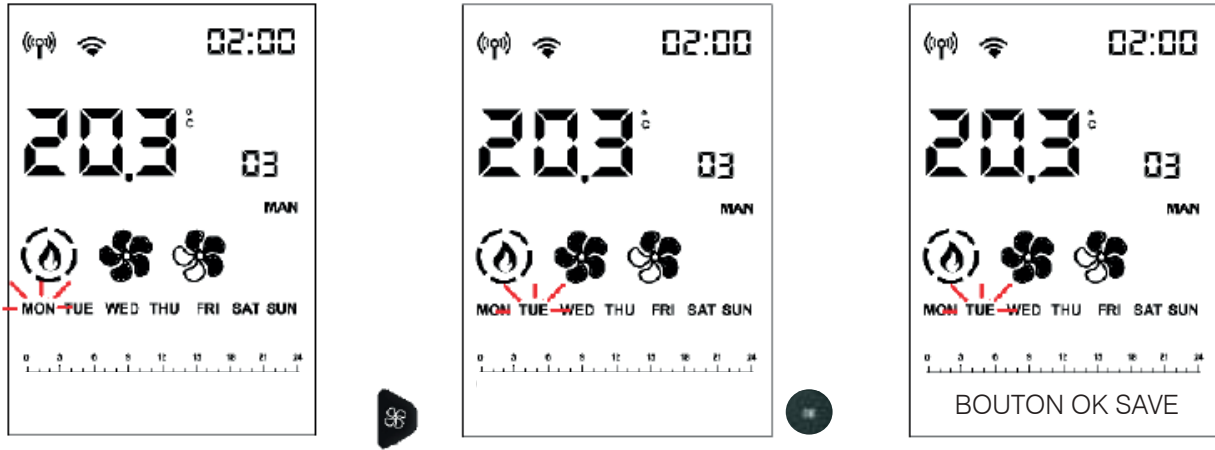 02:00
20.3 °C
03
MAN
MON TUE WED THU FRI SAT SUN
0 3 6 9 12 15 18 21 24
02:00
20.3 °C
03
MAN
MON TUE WED THU FRI SAT SUN
0 3 6 9 12 15 18 21 24
OK
02:00
20.3 °C
03
MAN
MON TUE WED THU FRI SAT SUN
0 3 6 9 12 15 18 21 24
BOUTON OK SAVE